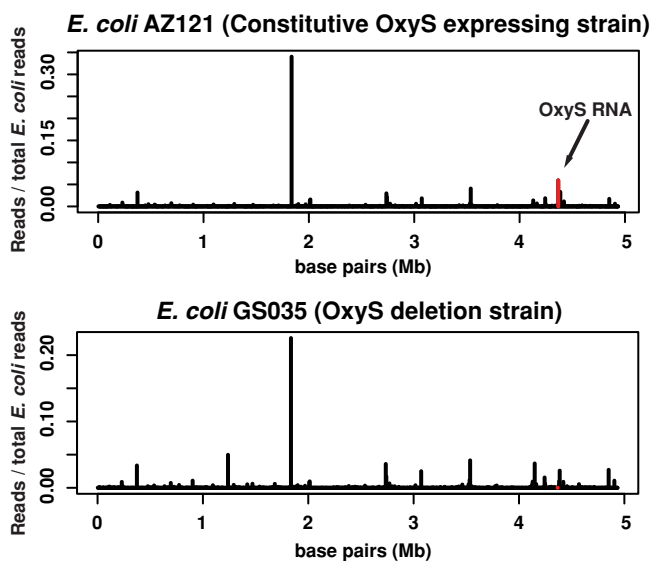 E. coli AZ121 (Constitutive OxyS expressing strain)
Reads / total E. coli reads
0.30
0.15
0.00
OxyS RNA
0 1 2 3 4 5
base pairs (Mb)
E. coli GS035 (OxyS deletion strain)
Reads / total E. coli reads
0.20
0.10
0.00
0 1 2 3 4 5
base pairs (Mb)